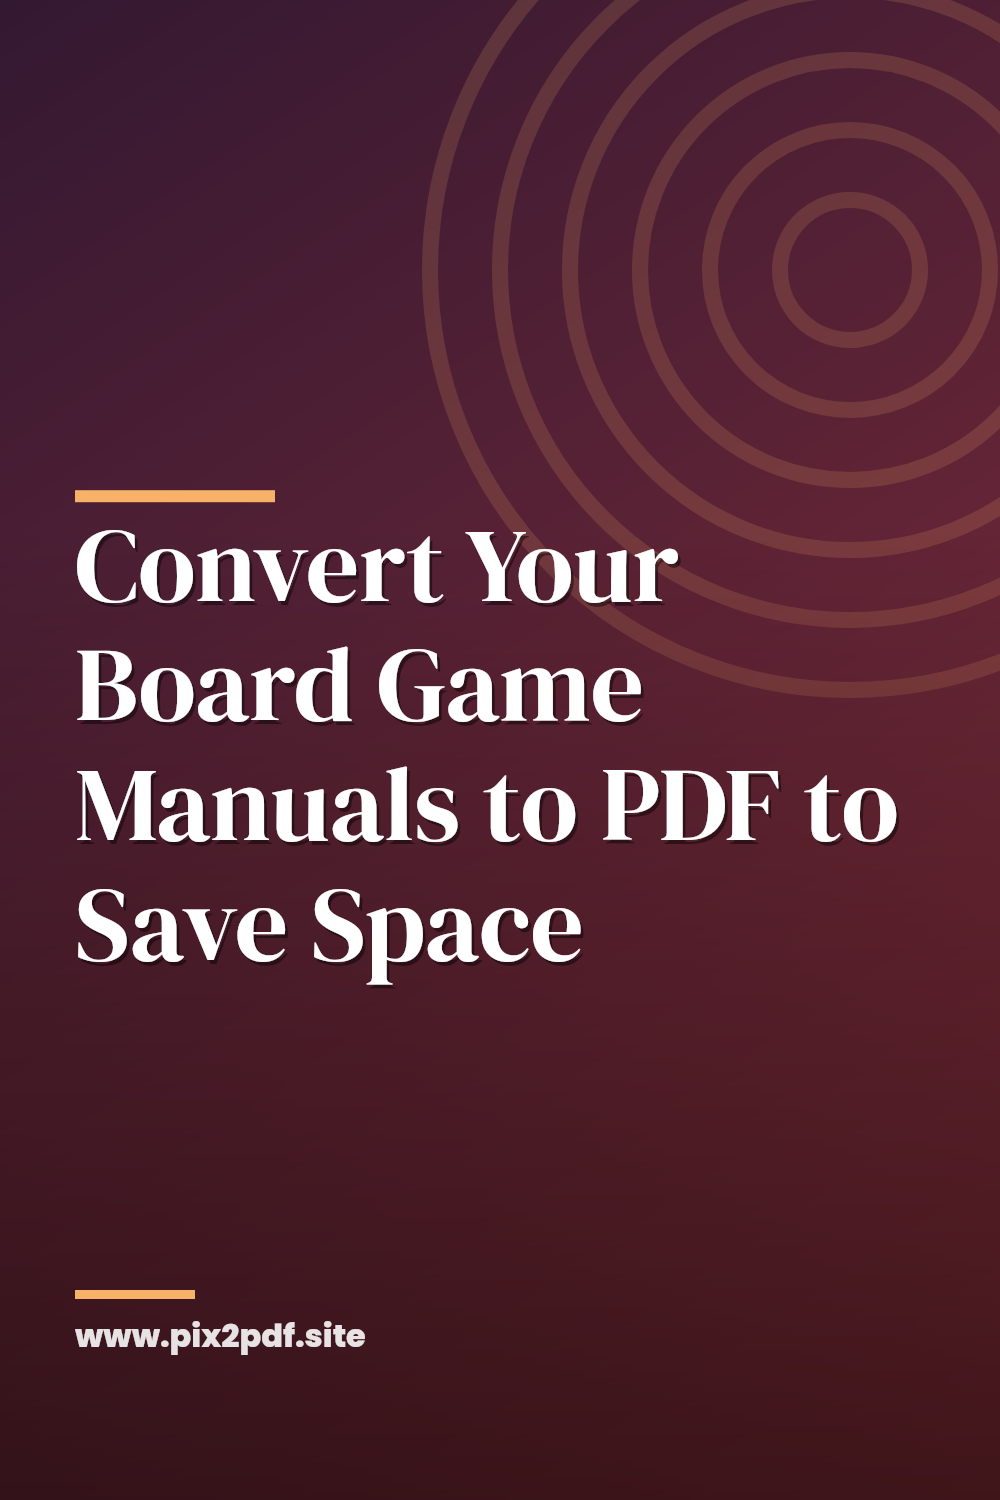 Convert Your
Board Game
Manuals to PDF to
Save Space
www.pix2pdf.site